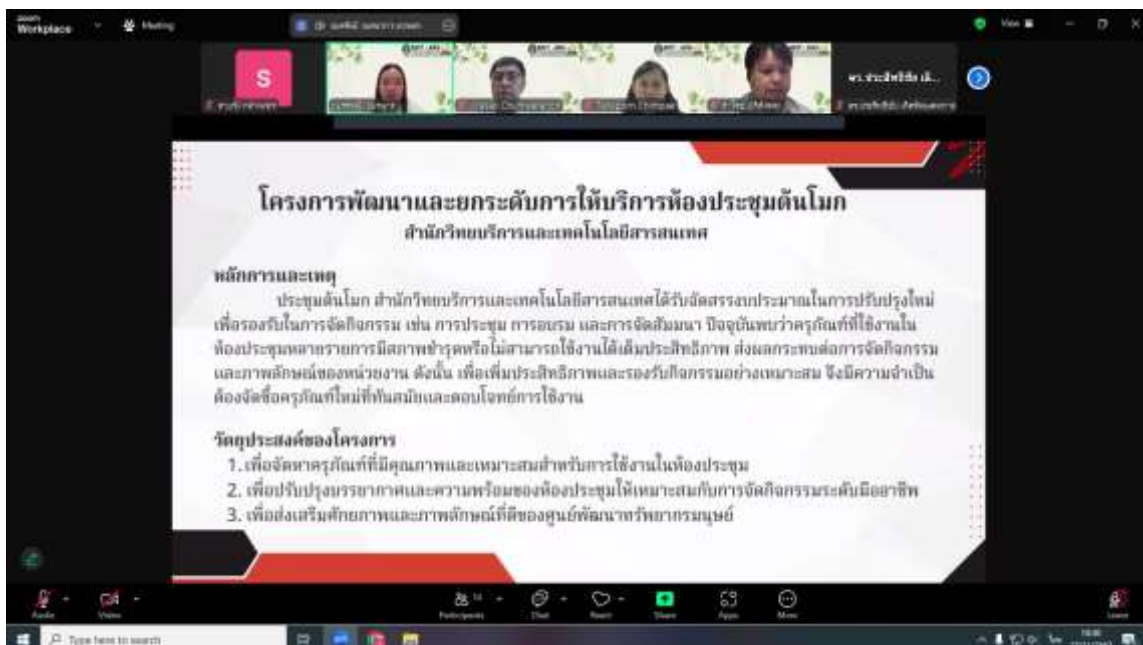 zoom
Workplace
Meeting
View
S
โครงการพัฒนาและยกระดับการให้บริการห้องประชุมต้นโมก
สำนักวิทยบริการและเทคโนโลยีสารสนเทศ
หลักการและเหตุ
ประชุมต้นโมก สำนักวิทยบริการและเทคโนโลยีสารสนเทศได้รับจัดสรรงบประมาณในการปรับปรุงใหม่
เพื่อรองรับในการจัดกิจกรรม เช่น การประชุม การอบรม และการจัดสัมมนา ปัจจุบันพบว่าครุภัณฑ์ที่ใช้งานใน
ห้องประชุมหลายรายการมีสภาพชำรุดหรือไม่สามารถใช้งานได้เต็มประสิทธิภาพ ส่งผลกระทบต่อการจัดกิจกรรม
และภาพลักษณ์ของหน่วยงาน ดังนั้น เพื่อเพิ่มประสิทธิภาพและรองรับกิจกรรมอย่างเหมาะสม จึงมีความจำเป็น
ต้องจัดซื้อครุภัณฑ์ใหม่ที่ทันสมัยและตอบโจทย์การใช้งาน
วัตถุประสงค์ของโครงการ
1. เพื่อจัดหาครุภัณฑ์ที่มีคุณภาพและเหมาะสมสำหรับการใช้งานในห้องประชุม
2. เพื่อปรับปรุงบรรยากาศและความพร้อมของห้องประชุมให้เหมาะสมกับการจัดกิจกรรมระดับมืออาชีพ
3. เพื่อส่งเสริมศักยภาพและภาพลักษณ์ที่ดีของศูนย์พัฒนาทรัพยากรมนุษย์
Audio Video Participants Chat React Share Apps More Leave
Type here to search